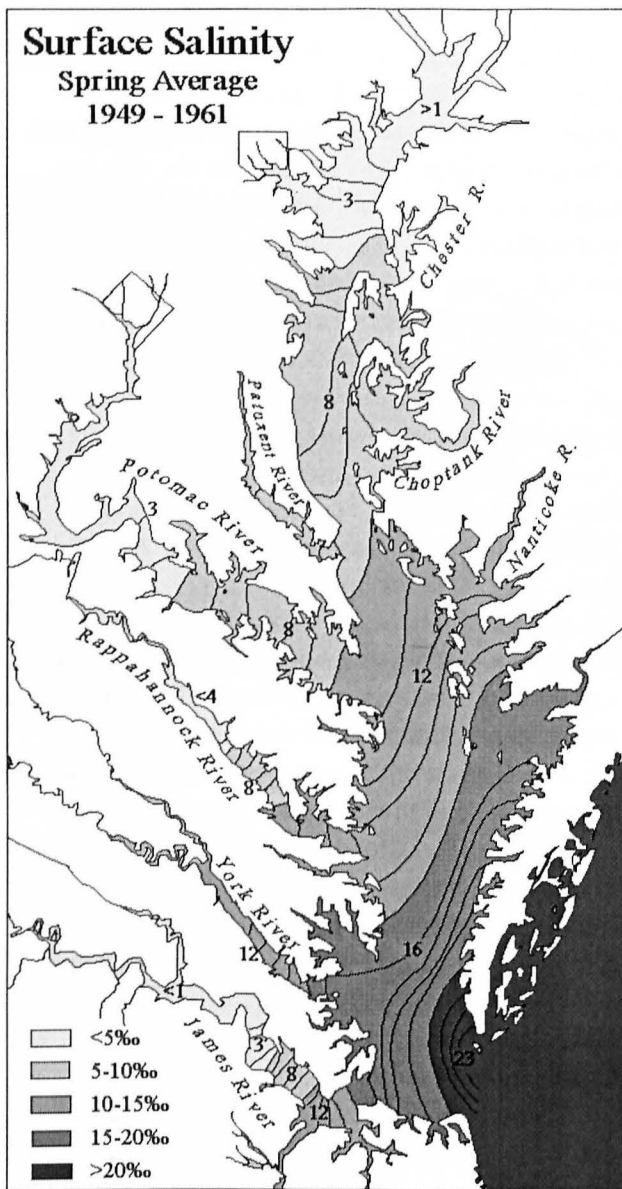 Surface Salinity
Spring Average
1949 - 1961
>1
3
Chester R.
8
Patuxent River
Choptank River
Potomac River
3
Nanticoke R.
8
12
Rappahannock River
<4
8
York River
12
16
<1
James River
3
8
12
23
<5‰
5-10‰
10-15‰
15-20‰
>20‰